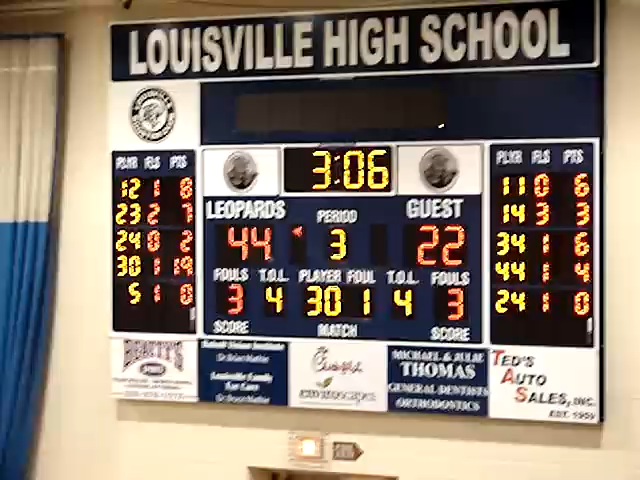 LOUISVILLE HIGH SCHOOL
PLYR FLS PTS
12 1 8
23 2 7
24 0 2
30 1 19
5 1 0
3:06
LEOPARDS
PERIOD
GUEST
44
3
22
FOULS T.O.L. PLAYER FOUL T.O.L. FOULS
3 4 30 1 4 3
SCORE
MATCH
SCORE
PLYR FLS PTS
11 0 6
14 3 3
34 1 6
44 1 4
24 1 0
MICHAEL & JULIE
THOMAS
GENERAL DENTISTS
ORTHODONTICS
TED'S
AUTO
SALES, INC.
EST. 1959